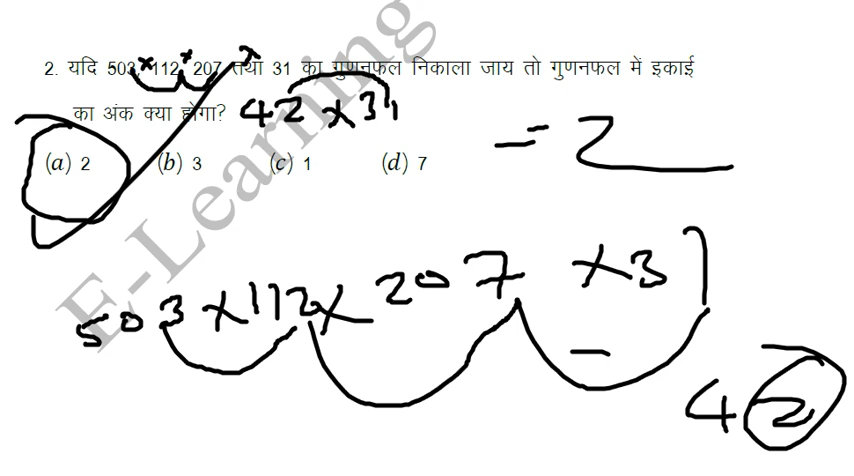 2. यदि 503, 112, 207 तथा 31 का गुणनफल निकाला जाय तो गुणनफल में इकाई
का अंक क्या होगा? 42 x 31
= 2
(a) 2 (b) 3 (c) 1 (d) 7
E-Learning
503 x 112 x 207 x 31
42